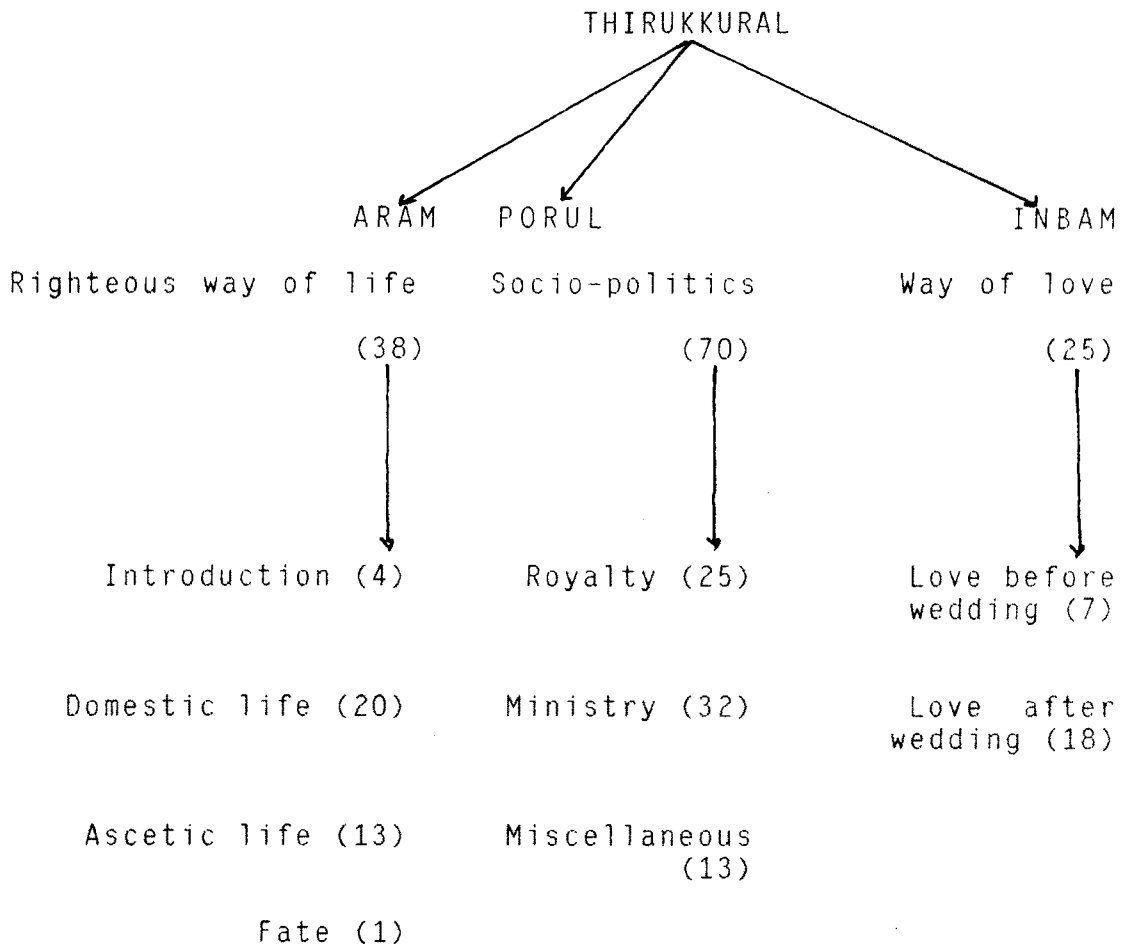 THIRUKKURAL
ARAM PORUL INBAM
Righteous way of life Socio-politics Way of love
(38) (70) (25)
Introduction (4) Royalty (25) Love before
wedding (7)
Domestic life (20) Ministry (32) Love after
wedding (18)
Ascetic life (13) Miscellaneous
(13)
Fate (1)